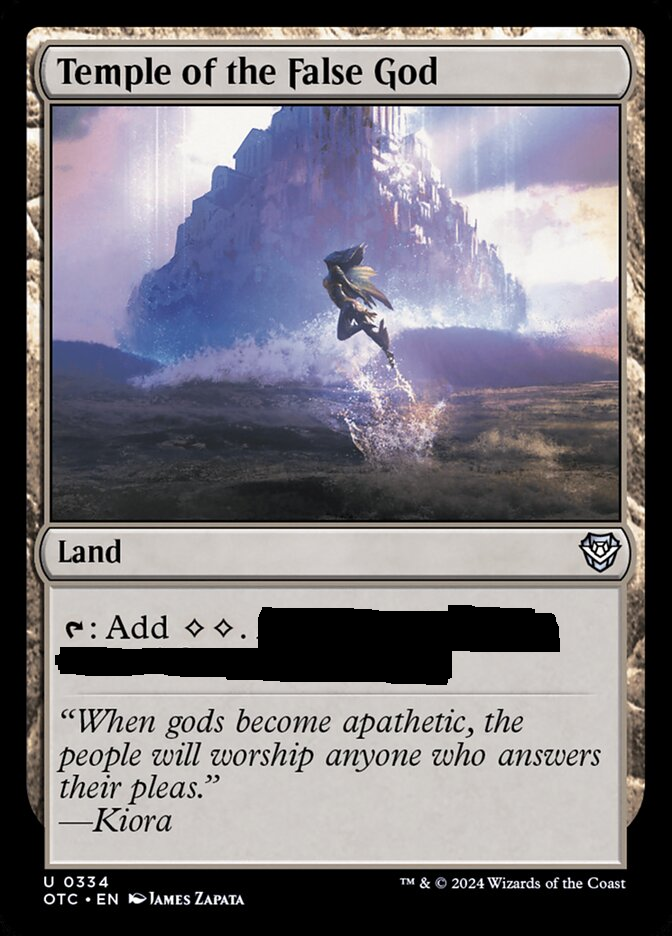 Temple of the False God
Land
: Add
“When gods become apathetic, the
people will worship anyone who answers
their pleas.”
—Kiora
U 0334
OTC • EN JAMES ZAPATA
™ & © 2024 Wizards of the Coast